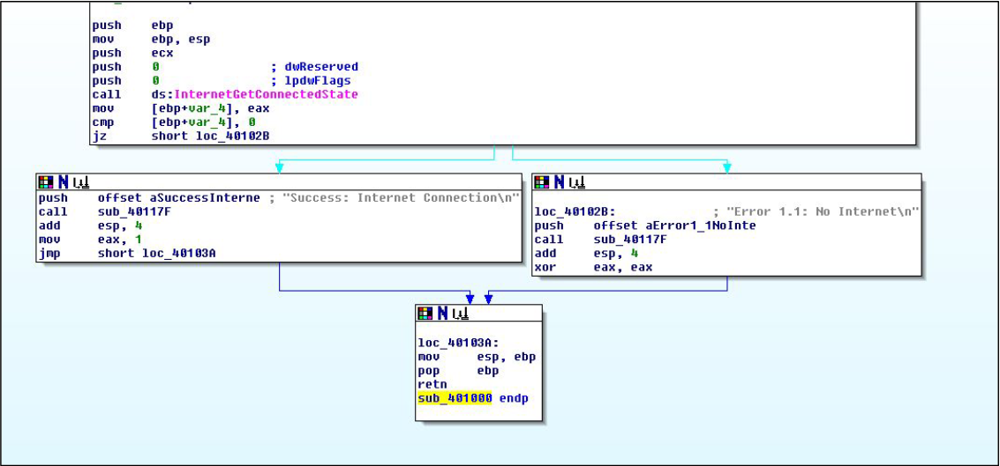 push ebp
mov ebp, esp
push ecx
push 0 ; dwReserved
push 0 ; lpdwFlags
call ds:InternetGetConnectedState
mov [ebp+var_4], eax
cmp [ebp+var_4], 0
jz short loc_40102B
N
push offset aSuccessInterne ; "Success: Internet Connection\n"
call sub_40117F
add esp, 4
mov eax, 1
jmp short loc_40103A
N
loc_40102B: ; "Error 1.1: No Internet\n"
push offset aError1_1NoInte
call sub_40117F
add esp, 4
xor eax, eax
N
loc_40103A:
mov esp, ebp
pop ebp
retn
sub_401000 endp